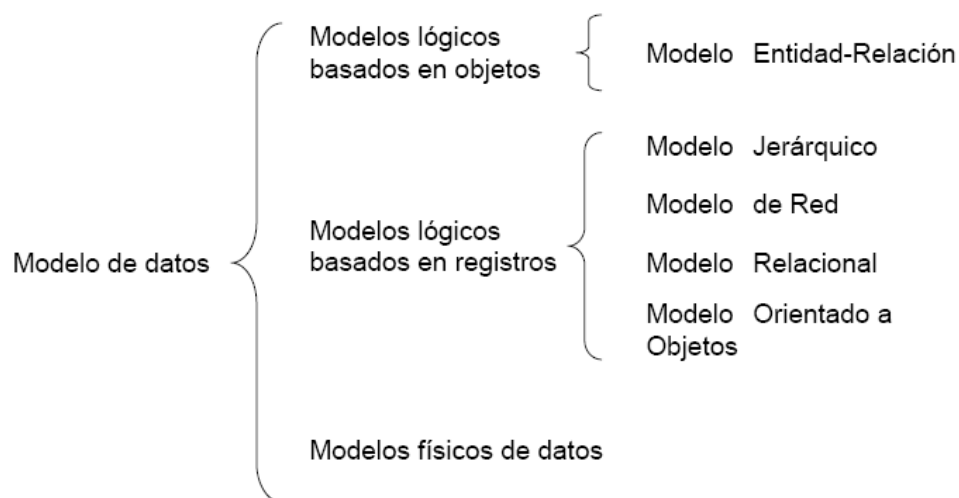 Modelo de datos
Modelos lógicos
basados en objetos
Modelo Entidad-Relación
Modelos lógicos
basados en registros
Modelo Jerárquico
Modelo de Red
Modelo Relacional
Modelo Orientado a
Objetos
Modelos físicos de datos